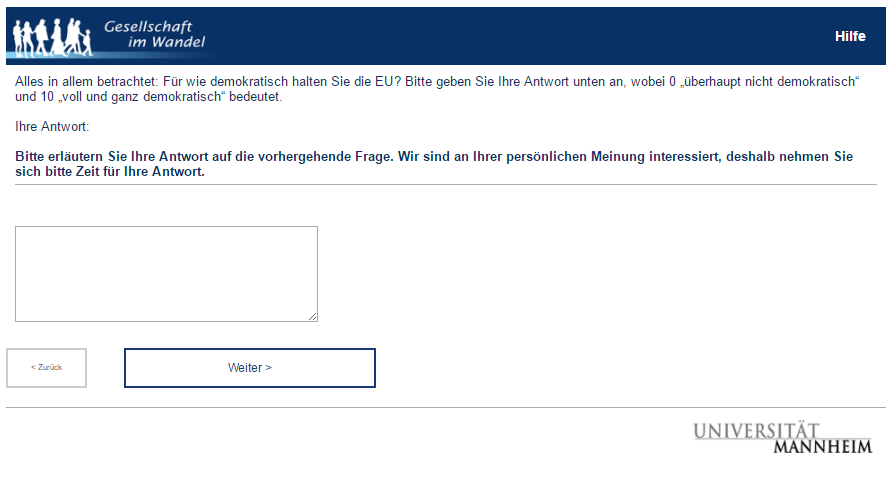 Gesellschaft
im Wandel
Hilfe
Alles in allem betrachtet: Für wie demokratisch halten Sie die EU? Bitte geben Sie Ihre Antwort unten an, wobei 0 „überhaupt nicht demokratisch“
und 10 „voll und ganz demokratisch“ bedeutet.
Ihre Antwort:
Bitte erläutern Sie Ihre Antwort auf die vorhergehende Frage. Wir sind an Ihrer persönlichen Meinung interessiert, deshalb nehmen Sie
sich bitte Zeit für Ihre Antwort.
< Zurück
Weiter >
UNIVERSITÄT
MANNHEIM